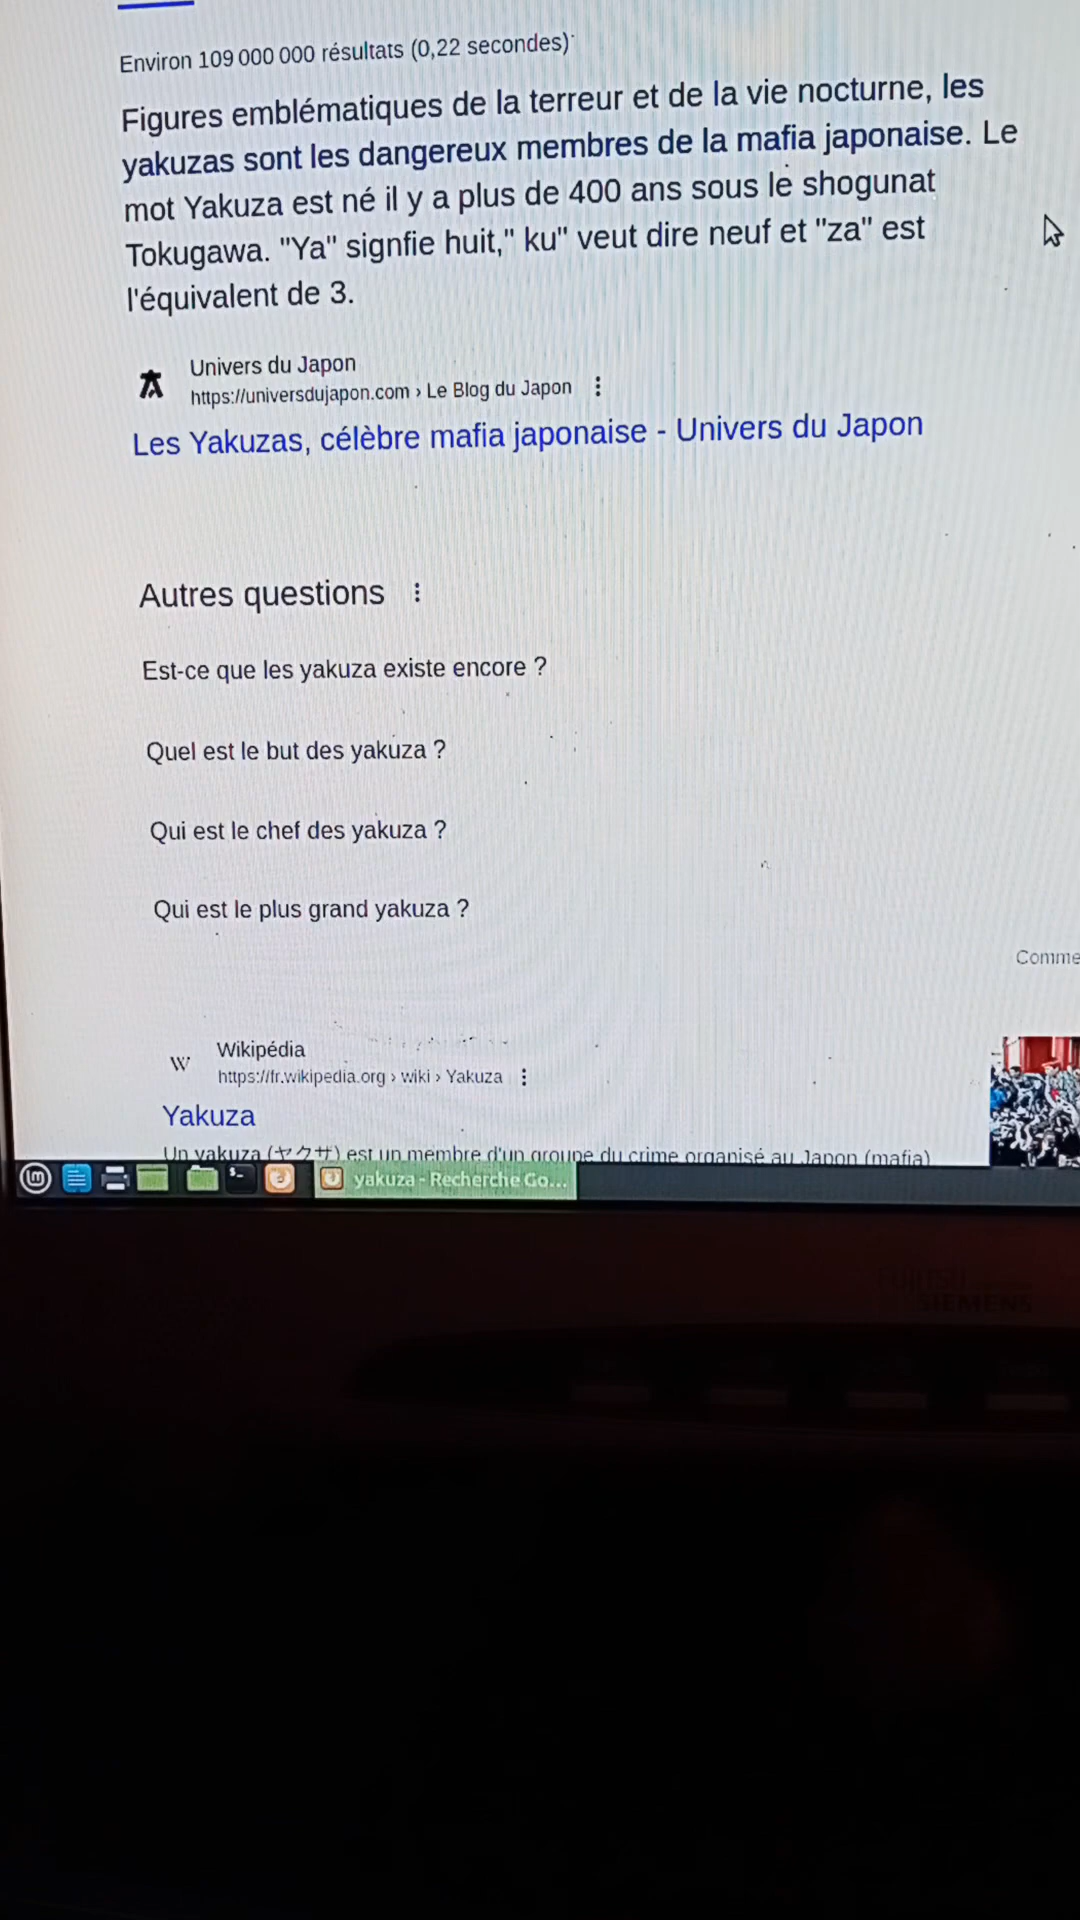 Environ 109 000 000 résultats (0,22 secondes)
Figures emblématiques de la terreur et de la vie nocturne, les
yakuzas sont les dangereux membres de la mafia japonaise. Le
mot Yakuza est né il y a plus de 400 ans sous le shogunat
Tokugawa. "Ya" signfie huit," ku" veut dire neuf et "za" est
l'équivalent de 3.
Univers du Japon
https://universdujapon.com › Le Blog du Japon
Les Yakuzas, célèbre mafia japonaise - Univers du Japon
Autres questions
Est-ce que les yakuza existe encore ?
Quel est le but des yakuza ?
Qui est le chef des yakuza ?
Qui est le plus grand yakuza ?
Comme
W
Wikipédia
https://fr.wikipedia.org › wiki › Yakuza
Yakuza
Un yakuza (ヤクザ) est un membre d'un groupe du crime organisé au Japon (mafia)
yakuza - Recherche Go...
SIEMENS